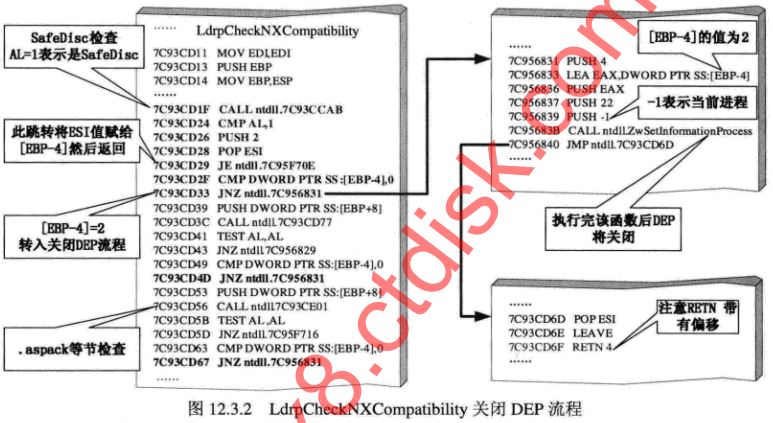 ...... LdrpCheckNXCompatibility
7C93CD11 MOV EDI,EDI
7C93CD13 PUSH EBP
7C93CD14 MOV EBP,ESP
......
7C93CD1F CALL ntdll.7C93CCAB
7C93CD24 CMP AL,1
7C93CD26 PUSH 2
7C93CD28 POP ESI
7C93CD29 JE ntdll.7C95F70E
7C93CD2F CMP DWORD PTR SS:[EBP-4],0
7C93CD33 JNZ ntdll.7C956831
7C93CD39 PUSH DWORD PTR SS:[EBP+8]
7C93CD3C CALL ntdll.7C93CD77
7C93CD41 TEST AL,AL
7C93CD43 JNZ ntdll.7C956829
7C93CD49 CMP DWORD PTR SS:[EBP-4],0
7C93CD4D JNZ ntdll.7C956831
7C93CD53 PUSH DWORD PTR SS:[EBP+8]
7C93CD56 CALL ntdll.7C93CE01
7C93CD5B TEST AL,AL
7C93CD5D JNZ ntdll.7C95F716
7C93CD63 CMP DWORD PTR SS:[EBP-4],0
7C93CD67 JNZ ntdll.7C956831
......
SafeDisc检查
AL=1表示是SafeDisc
此跳转将ESI值赋给
[EBP-4]然后返回
[EBP-4]=2
转入关闭DEP流程
.aspack等节检查
......
7C956831 PUSH 4
7C956833 LEA EAX,DWORD PTR SS:[EBP-4]
7C956836 PUSH EAX
7C956837 PUSH 22
7C956839 PUSH -1
7C95683B CALL ntdll.ZwSetInformationProcess
7C956840 JMP ntdll.7C93CD6D
......
[EBP-4]的值为2
-1表示当前进程
执行完该函数后DEP
将关闭
......
7C93CD6D POP ESI
7C93CD6E LEAVE
7C93CD6F RETN 4
......
注意RETN 带
有偏移
图 12.3.2 LdrpCheckNXCompatibility 关闭 DEP 流程
x8.ctdisk.com